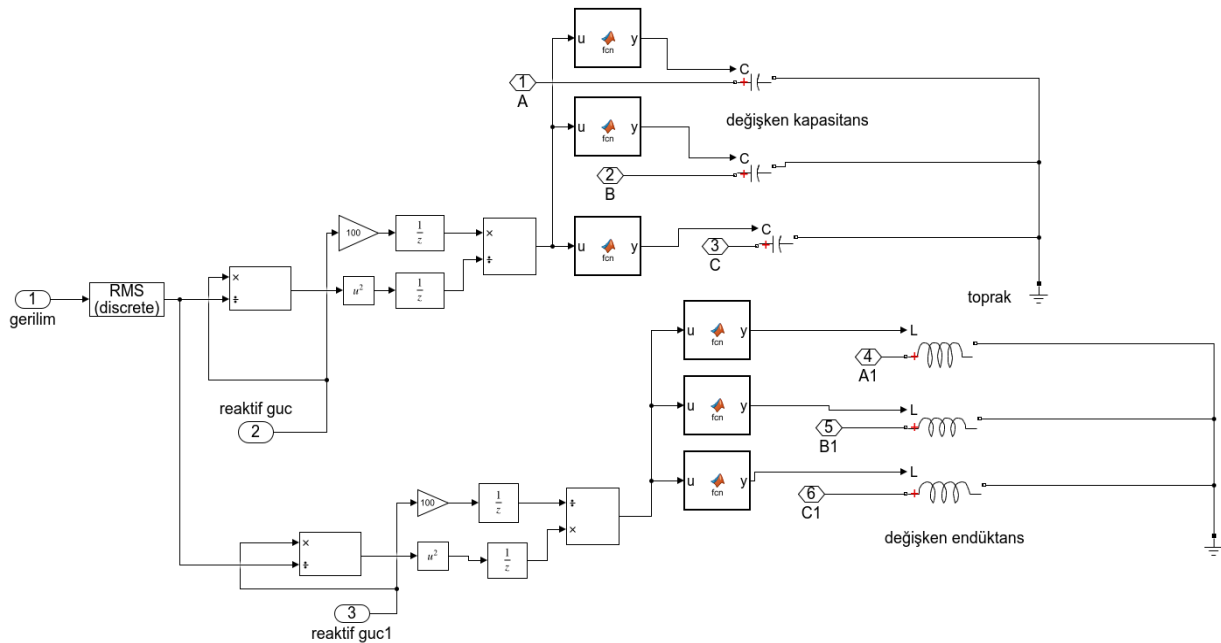 u fcn y
C
1
A
u fcn y
değişken kapasitans
C
2
B
100
1/z
×
÷
u fcn y
C
3
C
1
gerilim
RMS
(discrete)
×
÷
u²
1/z
toprak
reaktif guc
2
u fcn y
L
4
A1
u fcn y
L
5
B1
u fcn y
L
6
C1
değişken endüktans
100
1/z
÷
×
×
÷
u²
1/z
3
reaktif guc1